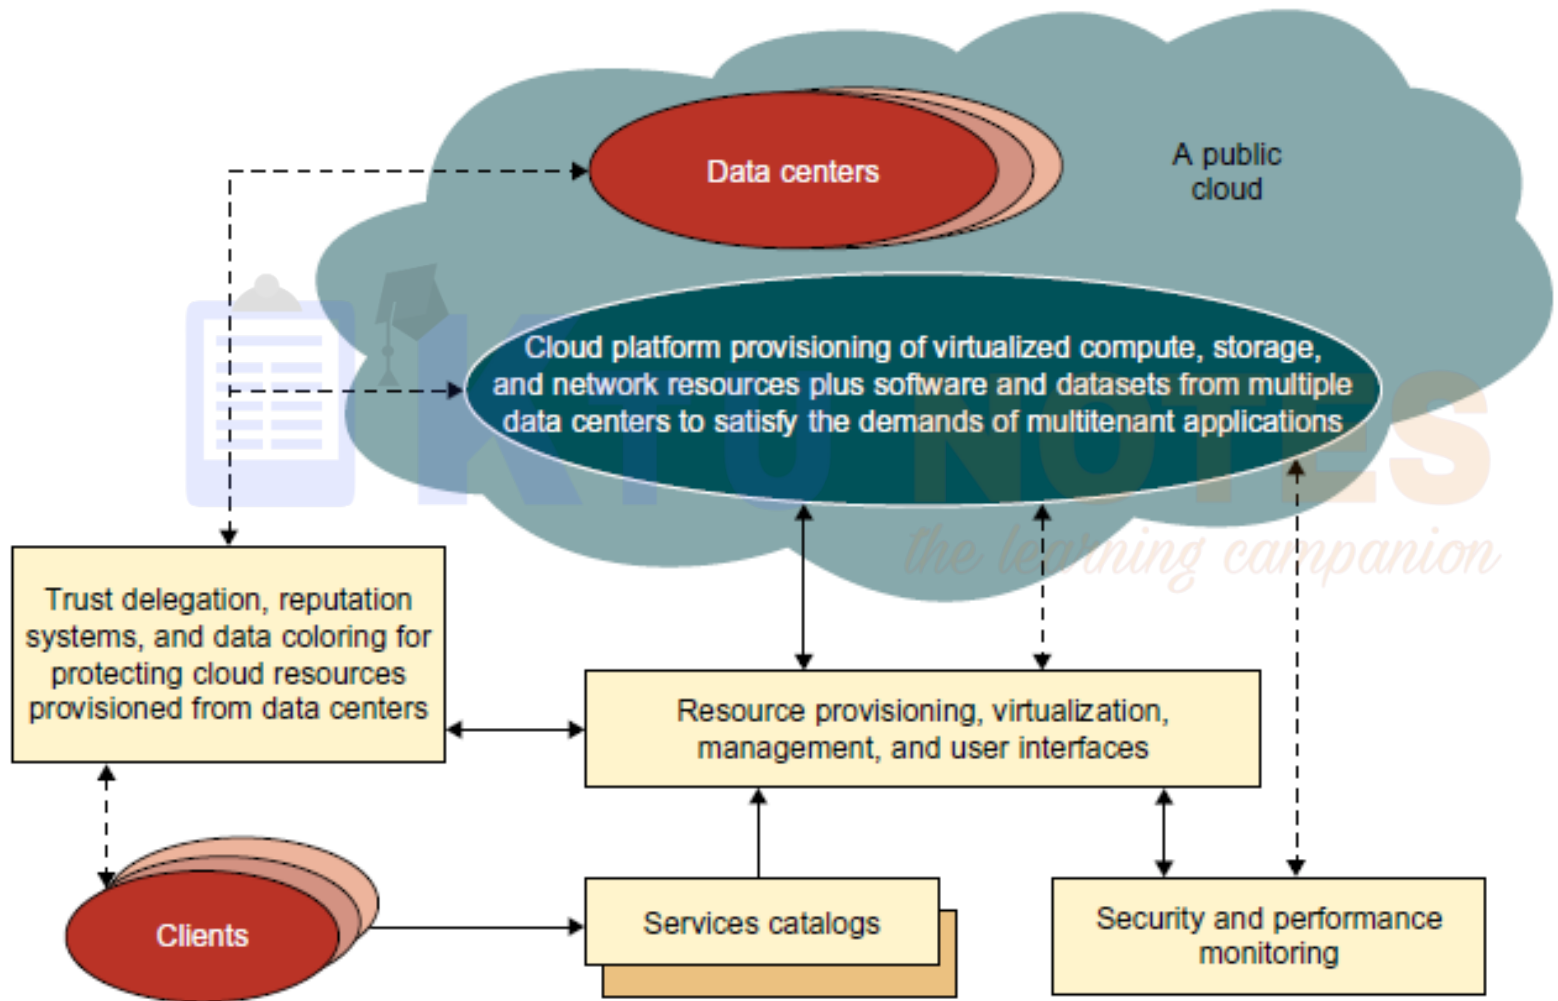 Data centers
A public
cloud
Cloud platform provisioning of virtualized compute, storage,
and network resources plus software and datasets from multiple
data centers to satisfy the demands of multitenant applications
KTU NOTES
the learning campanion
Trust delegation, reputation
systems, and data coloring for
protecting cloud resources
provisioned from data centers
Resource provisioning, virtualization,
management, and user interfaces
Clients
Services catalogs
Security and performance
monitoring